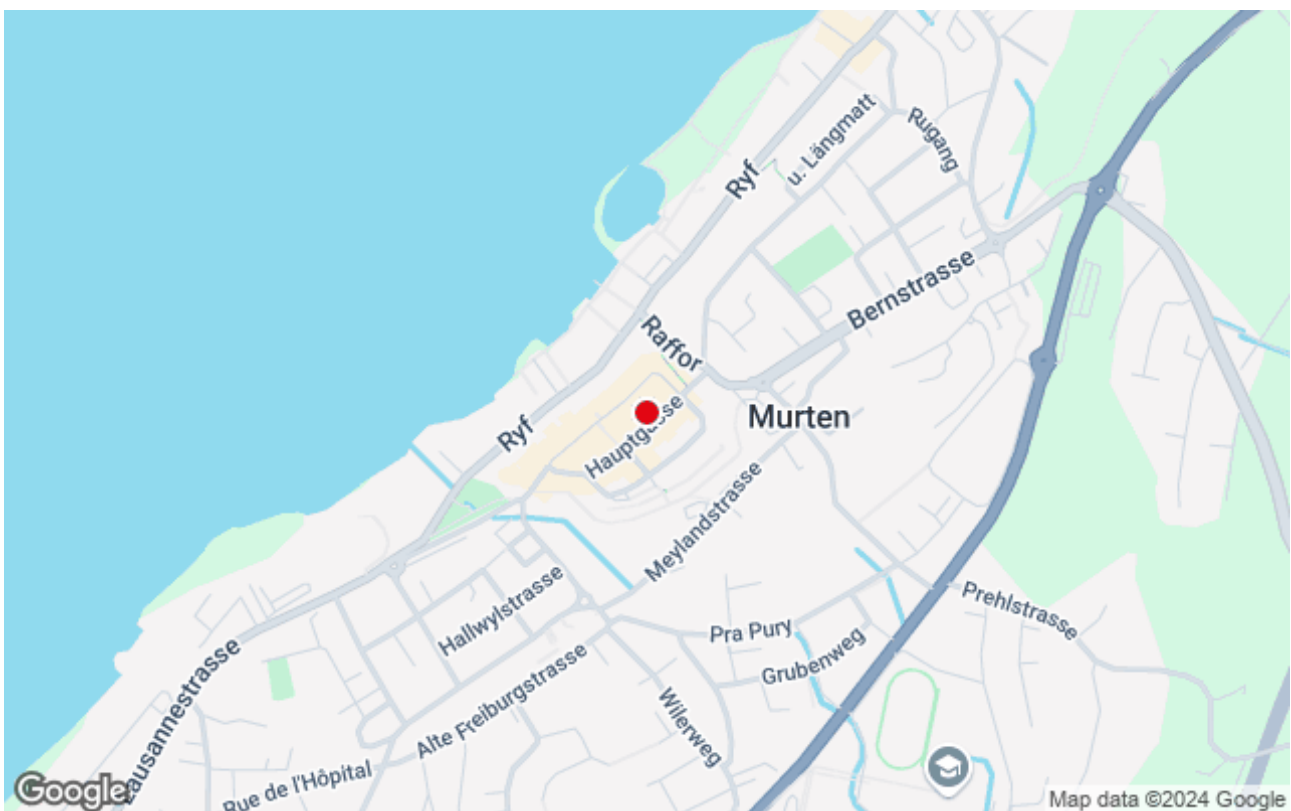 u. Längmatt
Rugang
Ryf
Bernstrasse
Raffor
Murten
Ryf
Hauptgasse
Meylandstrasse
Hallwylstrasse
Prehlstrasse
Pra Pury
Grubenweg
Lausannestrasse
Alte Freiburgstrasse
Wilerweg
Rue de l'Hôpital
Google
Map data ©2024 Google